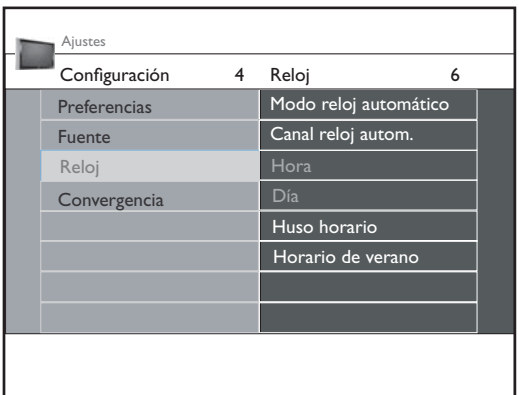 Ajustes
Configuración 4 Reloj 6
Preferencias Modo reloj automático
Fuente Canal reloj autom.
Reloj Hora
Convergencia Día
Huso horario
Horario de verano